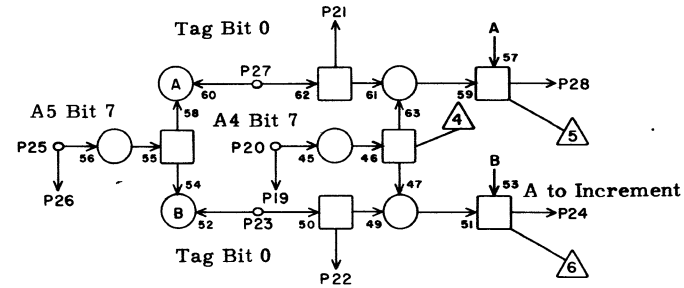 P21
Tag Bit 0
A
57
A P27
60 62 61 59 P28
58 63
A5 Bit 7 A4 Bit 7 4 5
P25 56 55 P20 45 46
54 47 B
53 A to Increment
P26 P19
B 52 P23 50 49 51 P24
Tag Bit 0
P22 6